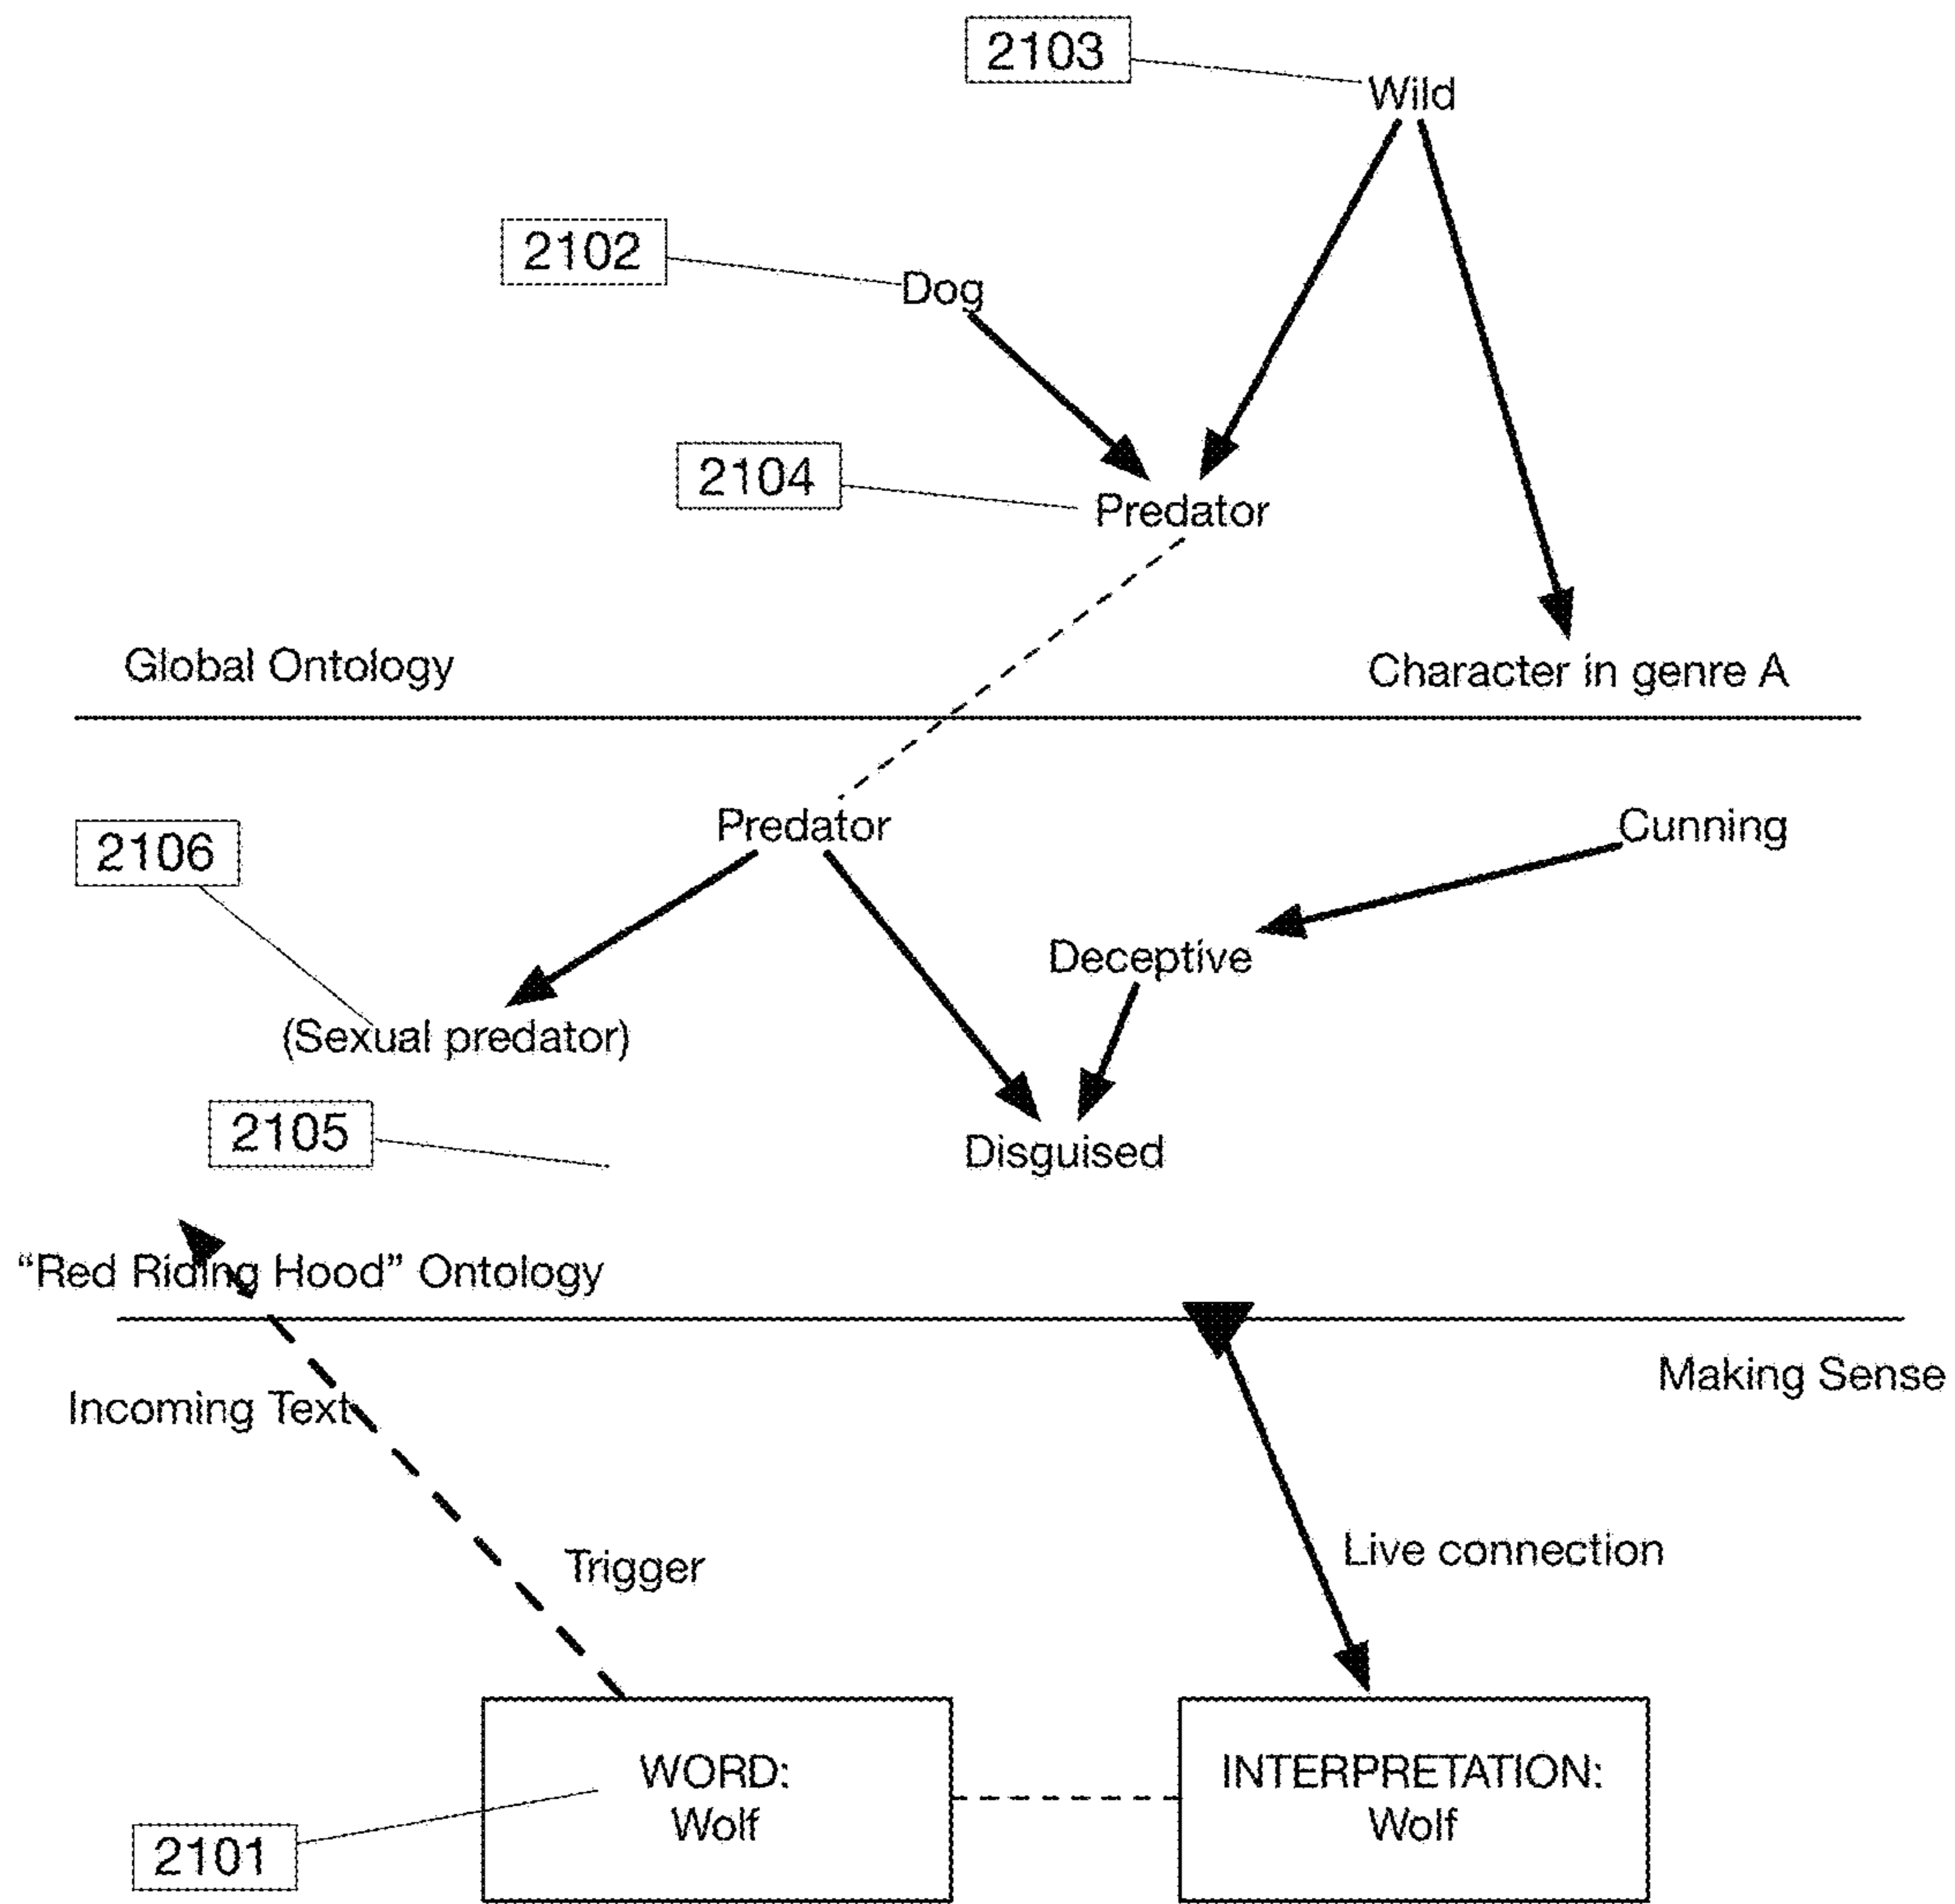 2103
Wild
2102
Dog
2104
Predator
Global Ontology
Character in genre A
Predator
Cunning
2106
Deceptive
(Sexual predator)
2105
Disguised
“Red Riding Hood” Ontology
Making Sense
Incoming Text
Live connection
Trigger
WORD:
Wolf
INTERPRETATION:
Wolf
2101